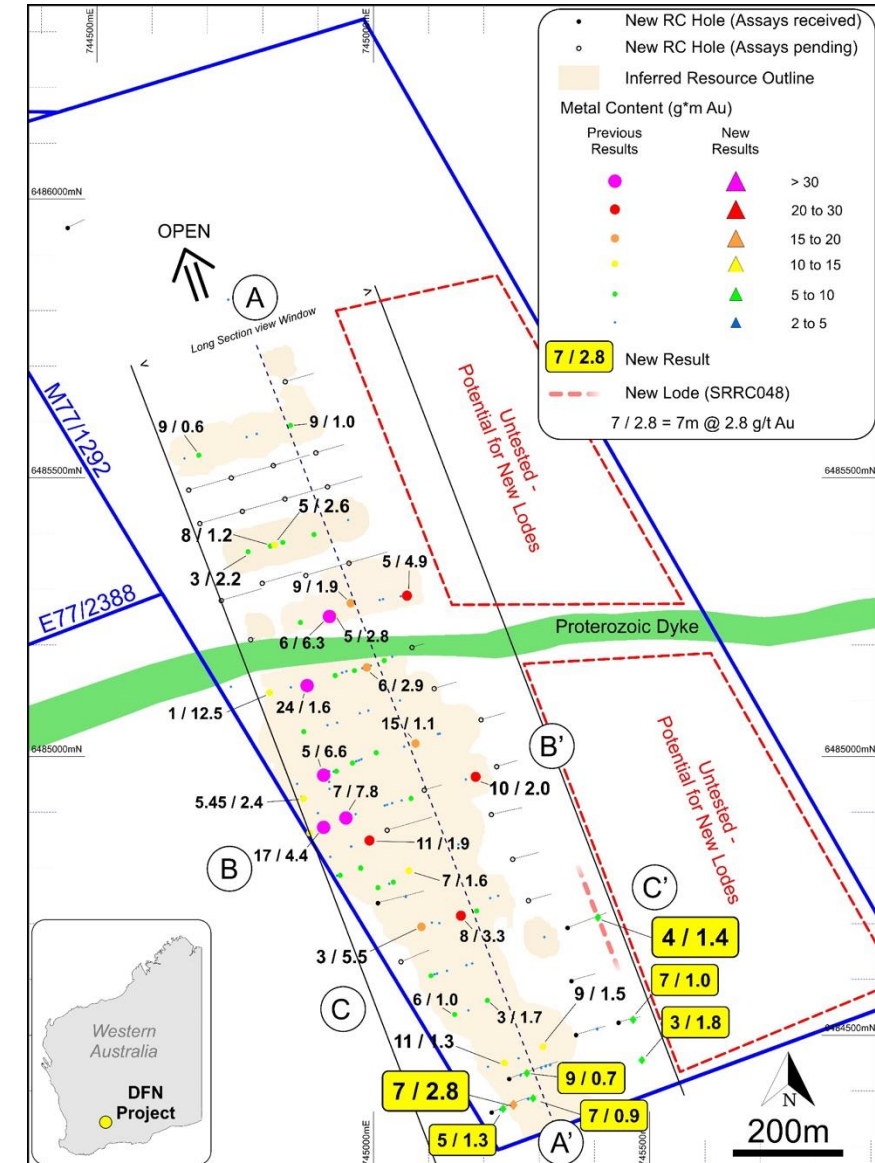 744500mE
745000mE
New RC Hole (Assays received)
New RC Hole (Assays pending)
Inferred Resource Outline
Metal Content (g*m Au)
Previous
Results
New
Results
> 30
20 to 30
15 to 20
10 to 15
5 to 10
2 to 5
7 / 2.8
New Result
New Lode (SRRC048)
7 / 2.8 = 7m @ 2.8 g/t Au
6486000mN
OPEN
A
Long Section view Window
>
>
Untested -
Potential for New Lodes
M77/1292
9 / 0.6
9 / 1.0
6485500mN
6485500mN
5 / 2.6
8 / 1.2
3 / 2.2
5 / 4.9
9 / 1.9
E77/2388
6 / 6.3
5 / 2.8
Proterozoic Dyke
6 / 2.9
1 / 12.5
24 / 1.6
15 / 1.1
Untested -
Potential for New Lodes
6485000mN
6485000mN
B'
5 / 6.6
7 / 7.8
10 / 2.0
5.45 / 2.4
17 / 4.4
11 / 1.9
B
7 / 1.6
C'
8 / 3.3
4 / 1.4
3 / 5.5
7 / 1.0
C
6 / 1.0
3 / 1.7
9 / 1.5
3 / 1.8
6484500mN
11 / 1.3
Western
Australia
9 / 0.7
7 / 2.8
DFN
Project
7 / 0.9
5 / 1.3
A'
N
200m
745000mE
745500mE